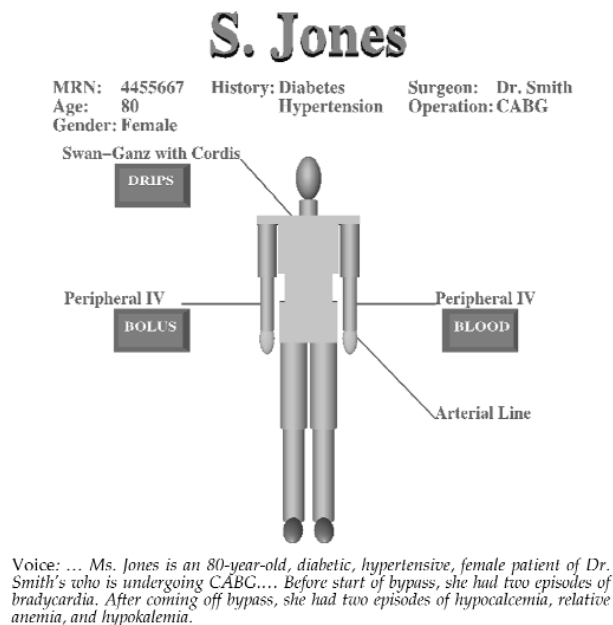 S. Jones
MRN: 4455667 History: Diabetes Surgeon: Dr. Smith
Age: 80 Hypertension Operation: CABG
Gender: Female
Swan-Ganz with Cordis
DRIPS
Peripheral IV Peripheral IV
BOLUS BLOOD
Arterial Line
Voice: ... Ms. Jones is an 80-year-old, diabetic, hypertensive, female patient of Dr.
Smith's who is undergoing CABG.... Before start of bypass, she had two episodes of
bradycardia. After coming off bypass, she had two episodes of hypocalcemia, relative
anemia, and hypokalemia.